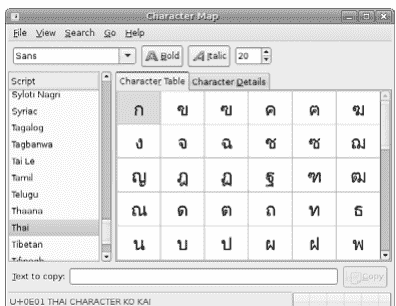 Character Map
File View Search Go Help
Sans
Bold
Italic
20
Script
Syloti Nagri
Syriac
Tagalog
Tagbanwa
Tai Le
Tamil
Telugu
Thaana
Thai
Tibetan
Tifinagh
Character Table
Character Details
ก ข ฃ ค ฅ ฆ
ง จ ฉ ช ซ ฌ
ญ ฎ ฏ ฐ ฑ ฒ
ณ ด ต ถ ท ธ
น บ ป ผ ฝ พ
Text to copy:
Copy
U+0E01 THAI CHARACTER KO KAI